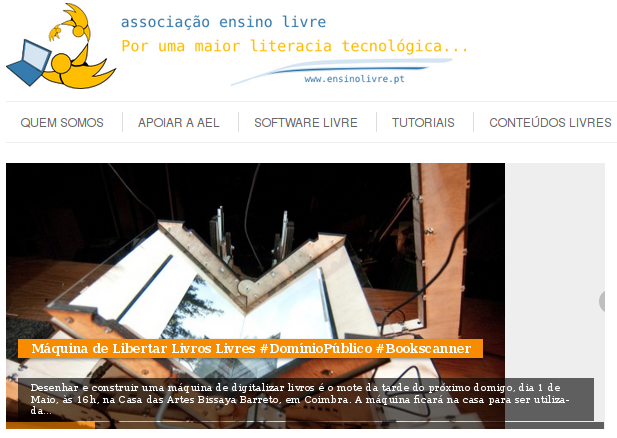 associação ensino livre
Por uma maior literacia tecnológica...
www.ensinolivre.pt
QUEM SOMOS
APOIAR A AEL
SOFTWARE LIVRE
TUTORIAIS
CONTEÚDOS LIVRES
Máquina de Libertar Livros Livres #DomínioPúblico #Bookscanner
Desenhar e construir uma máquina de digitalizar livros é o mote da tarde do próximo domigo, dia 1 de
Maio, às 16h, na Casa das Artes Bissaya Barreto, em Coimbra. A máquina ficará na casa para ser utiliza-
da...